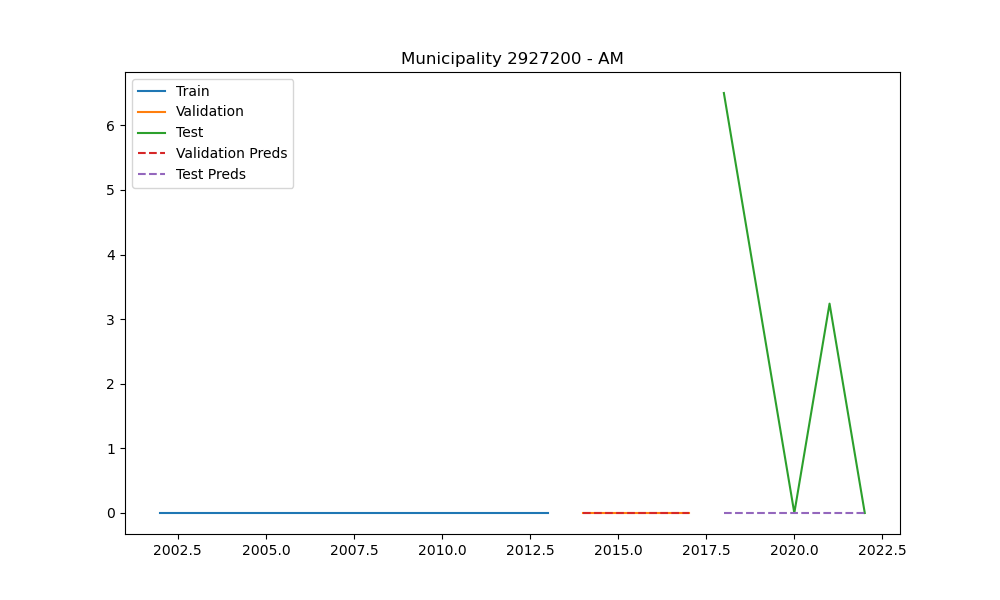 Municipality 2927200 - AM
Train
Validation
Test
Validation Preds
Test Preds
6
5
4
3
2
1
0
2002.5 2005.0 2007.5 2010.0 2012.5 2015.0 2017.5 2020.0 2022.5